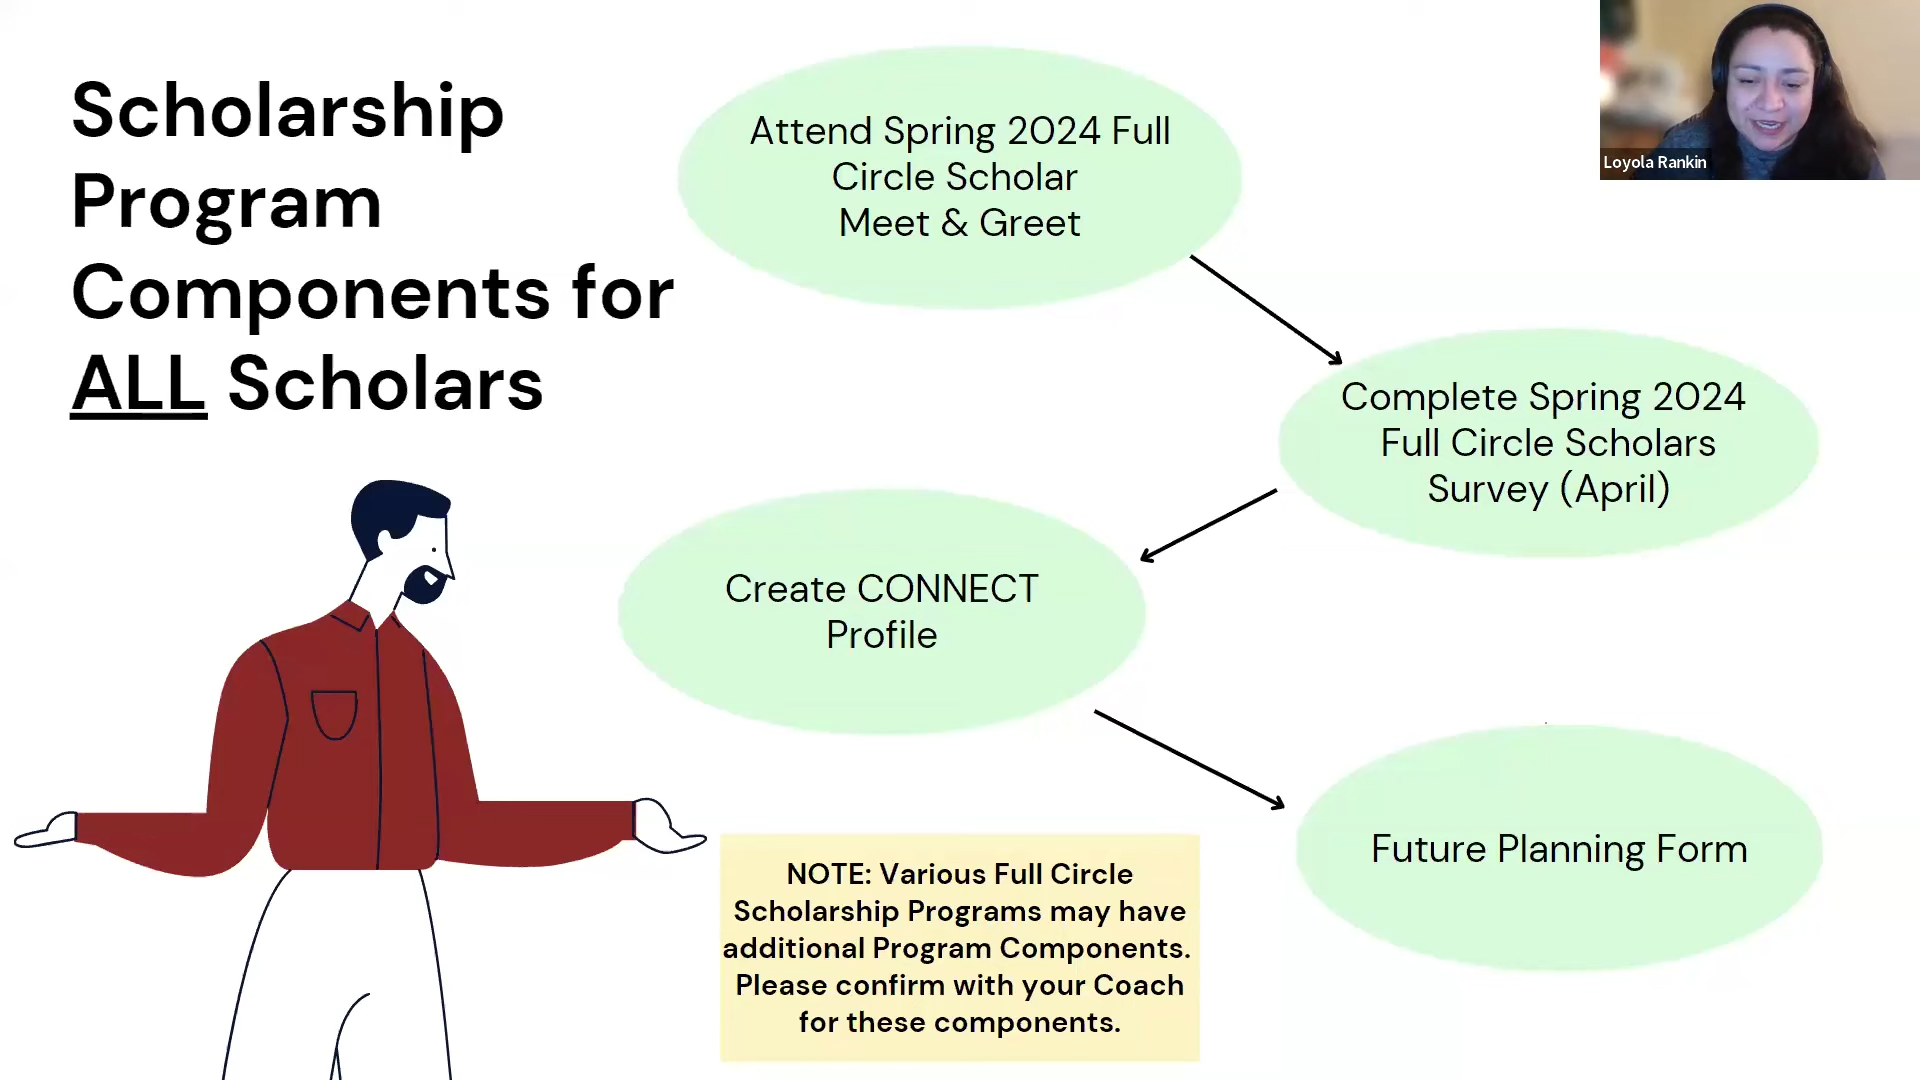 Scholarship
Program
Components for
ALL Scholars
Attend Spring 2024 Full
Circle Scholar
Meet & Greet
Loyola Rankin
Complete Spring 2024
Full Circle Scholars
Survey (April)
Create CONNECT
Profile
Future Planning Form
NOTE: Various Full Circle
Scholarship Programs may have
additional Program Components.
Please confirm with your Coach
for these components.